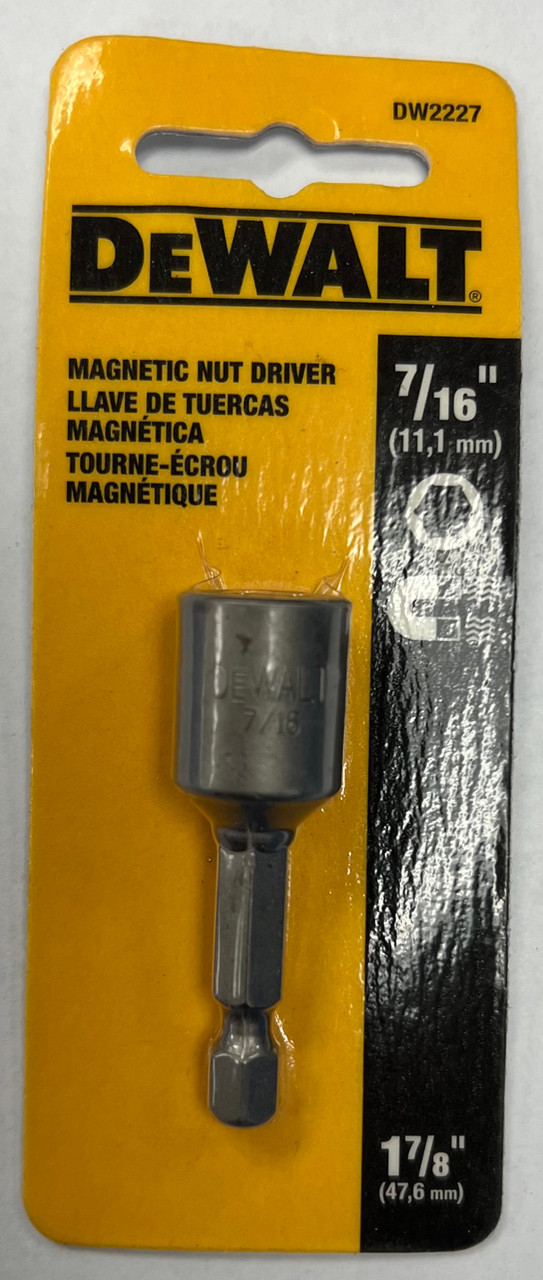 DW2227
DEWALT®
MAGNETIC NUT DRIVER
LLAVE DE TUERCAS
MAGNÉTICA
TOURNE-ÉCROU
MAGNÉTIQUE
7/16"
(11,1 mm)
DEWALT
7/16
1 7/8"
(47,6 mm)